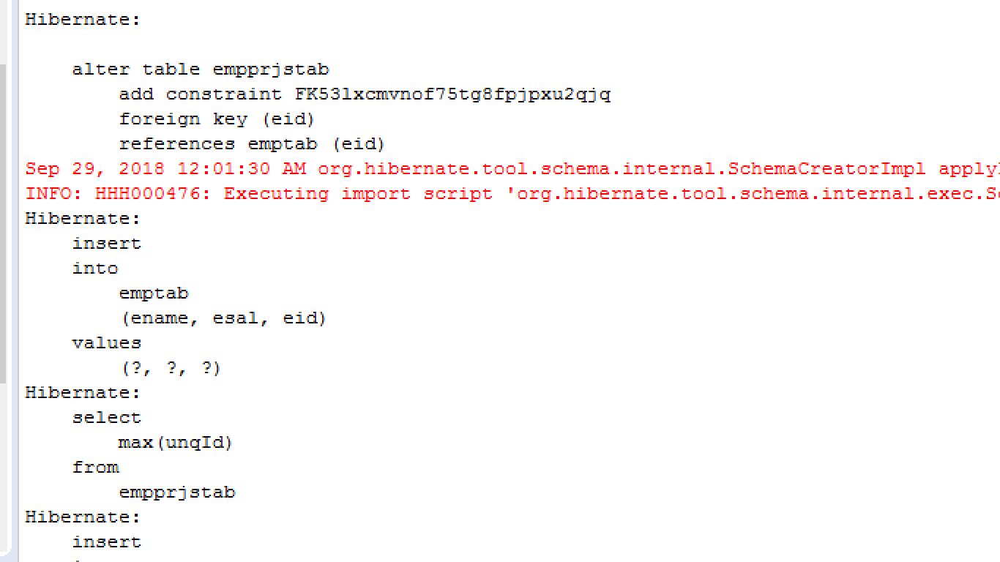 Hibernate:
alter table empprjstab
add constraint FK53lxcmvnof75tg8fpjpxu2qjq
foreign key (eid)
references emptab (eid)
Sep 29, 2018 12:01:30 AM org.hibernate.tool.schema.internal.SchemaCreatorImpl apply
INFO: HHH000476: Executing import script 'org.hibernate.tool.schema.internal.exec.S
Hibernate:
insert
into
emptab
(ename, esal, eid)
values
(?, ?, ?)
Hibernate:
select
max(unqId)
from
empprjstab
Hibernate:
insert